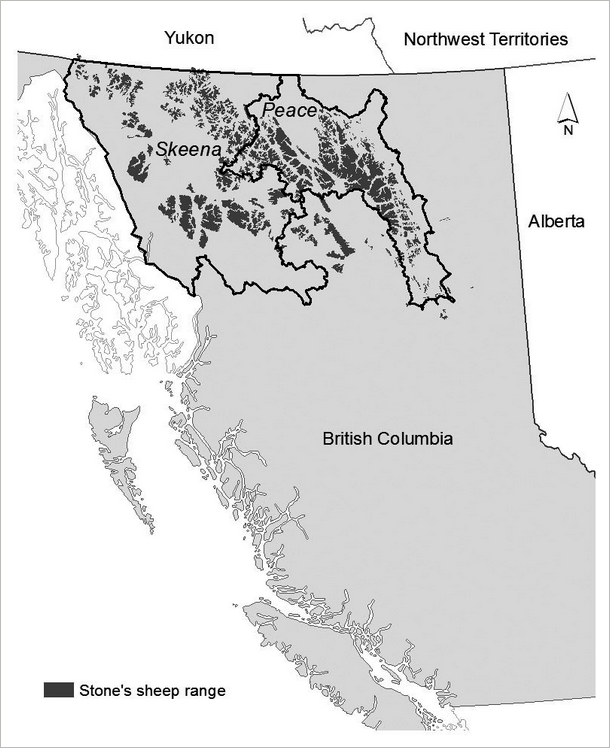 Yukon
Northwest Territories
Peace
Skeena
N
Alberta
British Columbia
Stone's sheep range